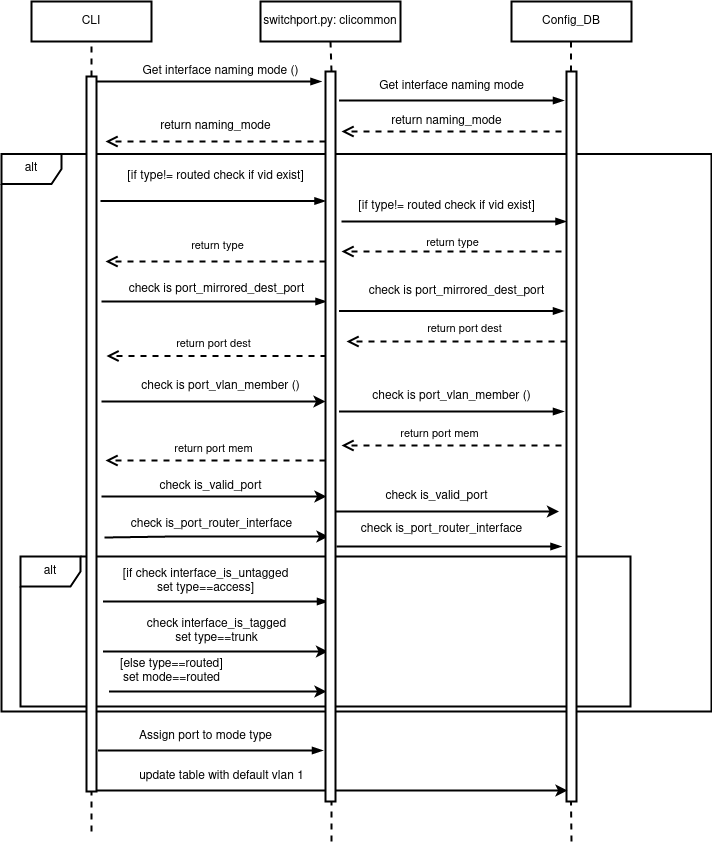 CLI
switchport.py: clicommon
Config_DB
Get interface naming mode ()
Get interface naming mode
return naming_mode
return naming_mode
alt
[if type!= routed check if vid exist]
[if type!= routed check if vid exist]
return type
return type
check is port_mirrored_dest_port
check is port_mirrored_dest_port
return port dest
return port dest
check is port_vlan_member ()
check is port_vlan_member ()
return port mem
return port mem
check is_valid_port
check is_valid_port
check is_port_router_interface
check is_port_router_interface
alt
[if check interface_is_untagged
set type==access]
check interface_is_tagged
set type==trunk
[else type==routed]
set mode==routed
Assign port to mode type
update table with default vlan 1